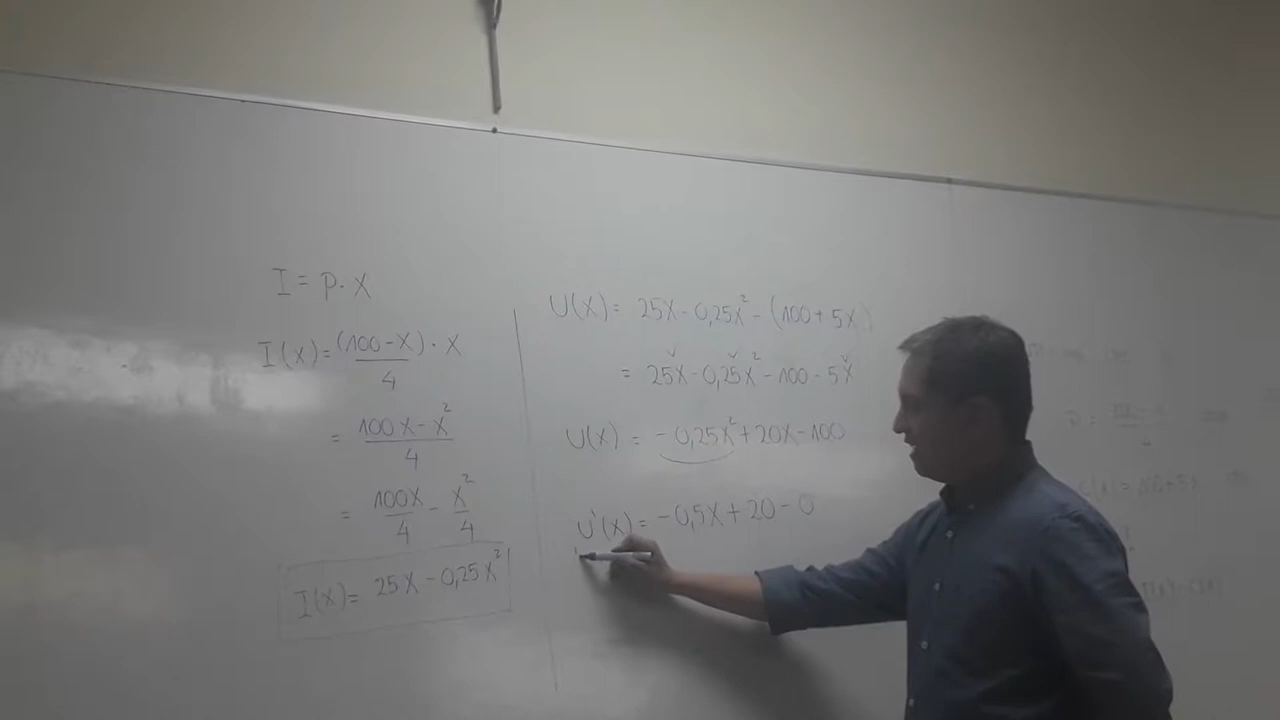 I = p · x
I(x) = (100 - x)/4 · x
= (100x - x²)/4
= 100x/4 - x²/4
I(x) = 25x - 0,25x²
U(x) = 25x - 0,25x² - (100 + 5x)
= 25x - 0,25x² - 100 - 5x
U(x) = -0,25x² + 20x - 100
U'(x) = -0,5x + 20 - 0